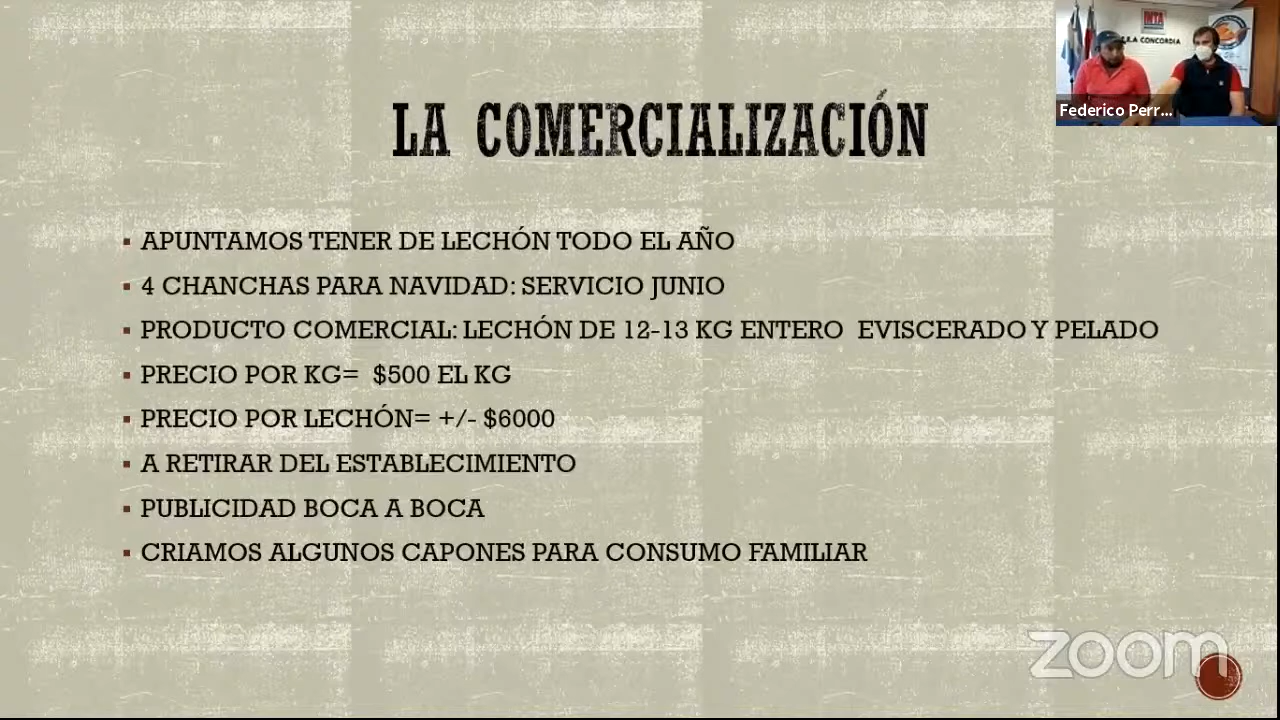 INTA
E.E.A CONCORDIA
Federico Perr...
LA COMERCIALIZACIÓN
▪ APUNTAMOS TENER DE LECHÓN TODO EL AÑO
▪ 4 CHANCHAS PARA NAVIDAD: SERVICIO JUNIO
▪ PRODUCTO COMERCIAL: LECHÓN DE 12-13 KG ENTERO  EVISCERADO Y PELADO
▪ PRECIO POR KG=  $500 EL KG
▪ PRECIO POR LECHÓN= +/- $6000
▪ A RETIRAR DEL ESTABLECIMIENTO
▪ PUBLICIDAD BOCA A BOCA
▪ CRIAMOS ALGUNOS CAPONES PARA CONSUMO FAMILIAR
zoom